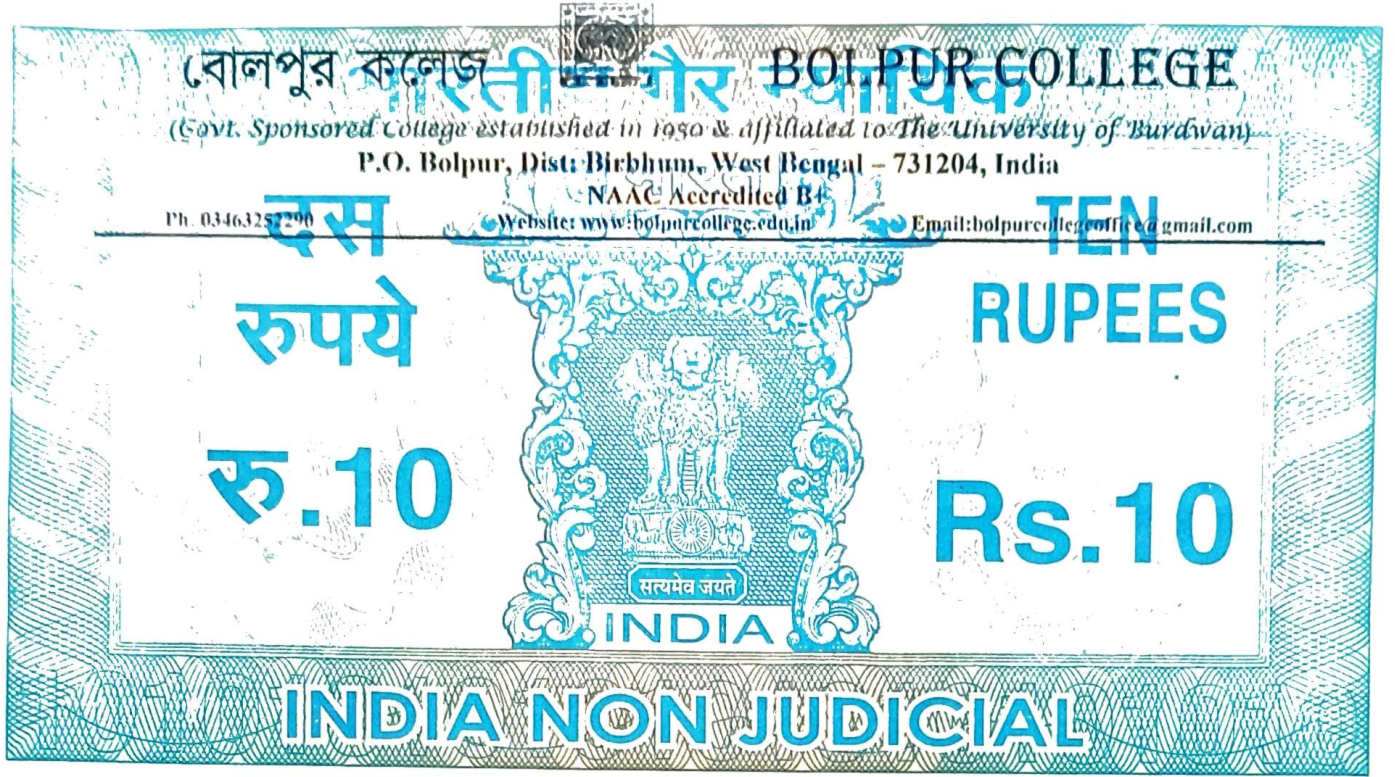 বোলপুর কলেজ BOLPUR COLLEGE
भारतीय गैर न्यायिक
(Govt. Sponsored College established in 1950 & affiliated to The University of Burdwan)
P.O. Bolpur, Dist: Birbhum, West Bengal – 731204, India
NAAC Accredited B+
Ph. 03463252290 Website: www.bolpurcollege.edu.in Email:bolpurcollegeoffice@gmail.com
दस TEN
रुपये RUPEES
रु.10 Rs.10
सत्यमेव जयते
INDIA
INDIA NON JUDICIAL